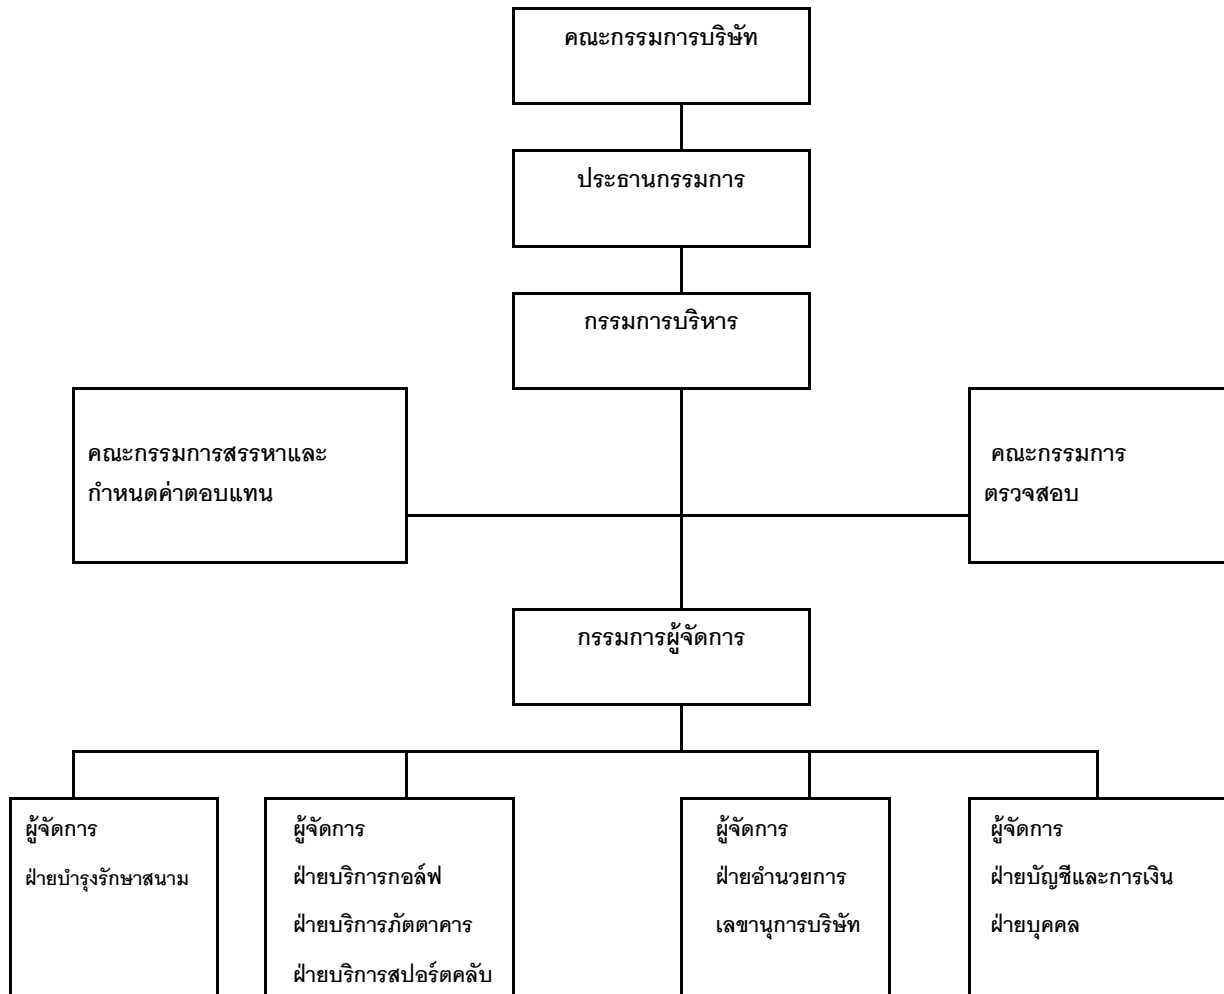 คณะกรรมการบริษัท
ประธานกรรมการ
กรรมการบริหาร
คณะกรรมการสรรหาและ
กำหนดค่าตอบแทน
คณะกรรมการ
ตรวจสอบ
กรรมการผู้จัดการ
ผู้จัดการ
ฝ่ายบำรุงรักษาสนาม
ผู้จัดการ
ฝ่ายบริการกอล์ฟ
ฝ่ายบริการภัตตาคาร
ฝ่ายบริการสปอร์ตคลับ
ผู้จัดการ
ฝ่ายอำนวยการ
เลขานุการบริษัท
ผู้จัดการ
ฝ่ายบัญชีและการเงิน
ฝ่ายบุคคล